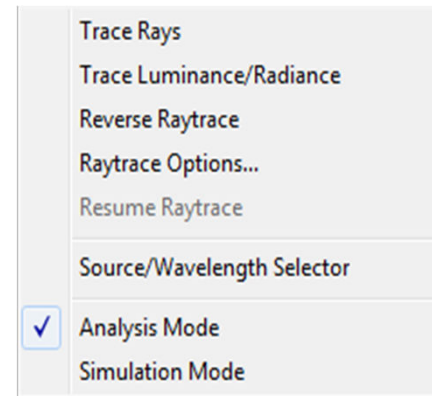 Trace Rays
Trace Luminance/Radiance
Reverse Raytrace
Raytrace Options...
Resume Raytrace
Source/Wavelength Selector
Analysis Mode
Simulation Mode